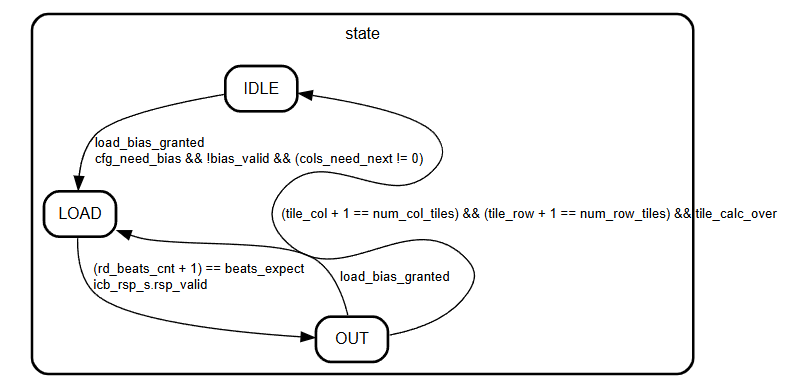 state
IDLE
load_bias_granted
cfg_need_bias && !bias_valid && (cols_need_next != 0)
LOAD
(tile_col + 1 == num_col_tiles) && (tile_row + 1 == num_row_tiles) && tile_calc_over
(rd_beats_cnt + 1) == beats_expect
icb_rsp_s.rsp_valid
load_bias_granted
OUT